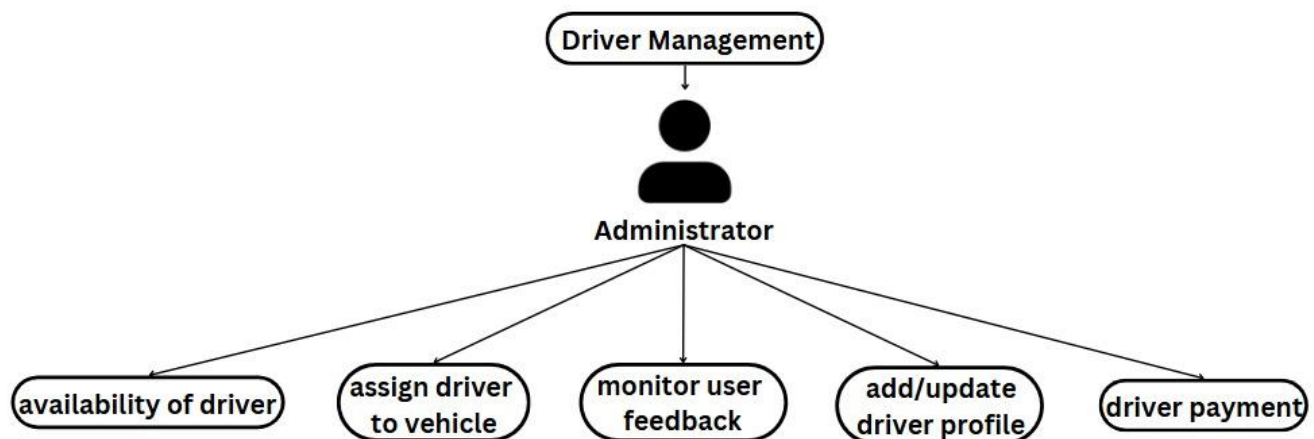 Driver Management
Administrator
availability of driver
assign driver
to vehicle
monitor user
feedback
add/update
driver profile
driver payment